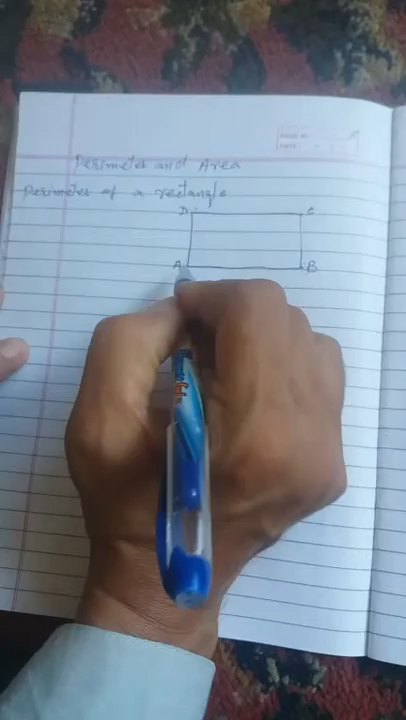 Perimeter and Area
Perimeter of a rectangle
D C
A B